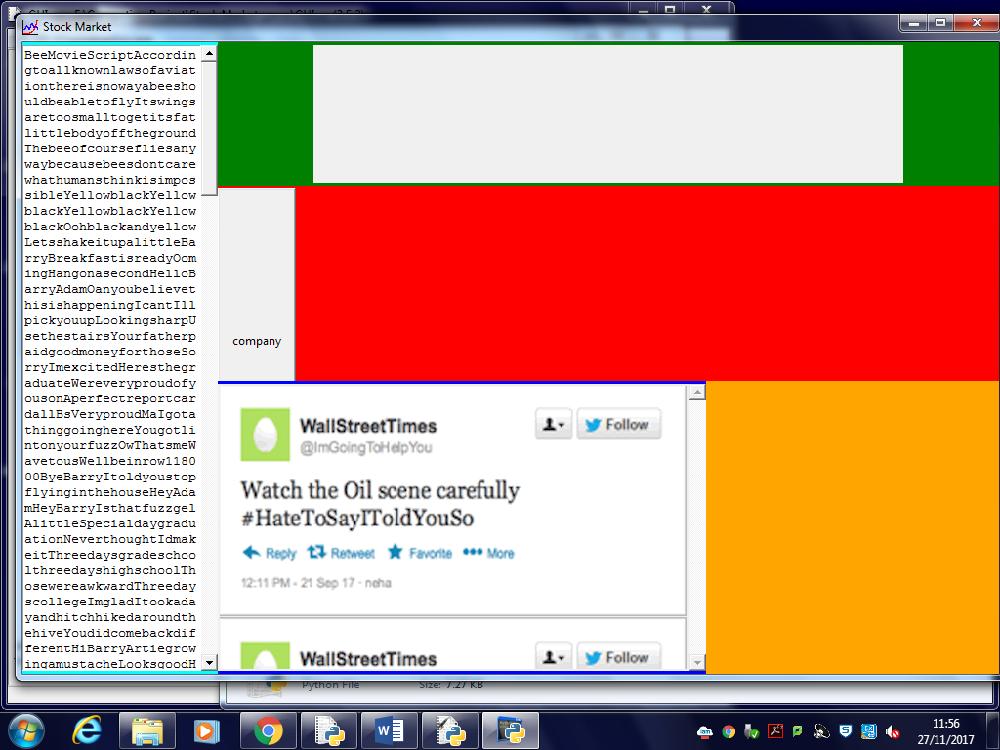 Stock Market
BeeMovieScriptAccordin
gtoallknownlawsofaviat
ionthereisnowayabeesho
uldbeabletoflyItswings
aretoosmalltogetitsfat
littlebodyofftheground
Thebeeofcoursefliesany
waybecausebeesdontcare
whathumansthinkisimpos
sibleYellowblackYellow
blackYellowblackYellow
blackOohblackandyellow
LetsshakeitupalittleBa
rryBreakfastisreadyOom
ingHangonasecondHelloB
arryAdamOanyoubelievet
hisishappeningIcantIll
pickyouupLookingsharpU
sethestairsYourfatherp
aidgoodmoneyforthoseSo
rryImexcitedHeresthegr
aduateWereveryproudofy
ousonAperfectreportcar
dallBsVeryproudMaIgota
thinggoinghereYougotli
ntonyourfuzzOwThatsmeW
avetousWellbeinrow1180
00ByeBarryItoldyoustop
flyinginthehouseHeyAda
mHeyBarryIsthatfuzzgel
AlittleSpecialdaygradu
ationNeverthoughtIdmak
eitThreedaysgradeschoo
lthreedayshighschoolTh
osewereawkwardThreeday
scollegeImgladItookada
yandhitchhikedaroundth
ehiveYoudidcomebackdif
ferentHiBarryArtiegrow
ingamustacheLooksgoodH
company
WallStreetTimes
@ImGoingToHelpYou
Follow
Watch the Oil scene carefully
#HateToSayIToldYouSo
Reply Retweet Favorite More
12:11 PM - 21 Sep 17 · neha
WallStreetTimes
Follow
Python File Size: 7.27 KB
11:56
27/11/2017